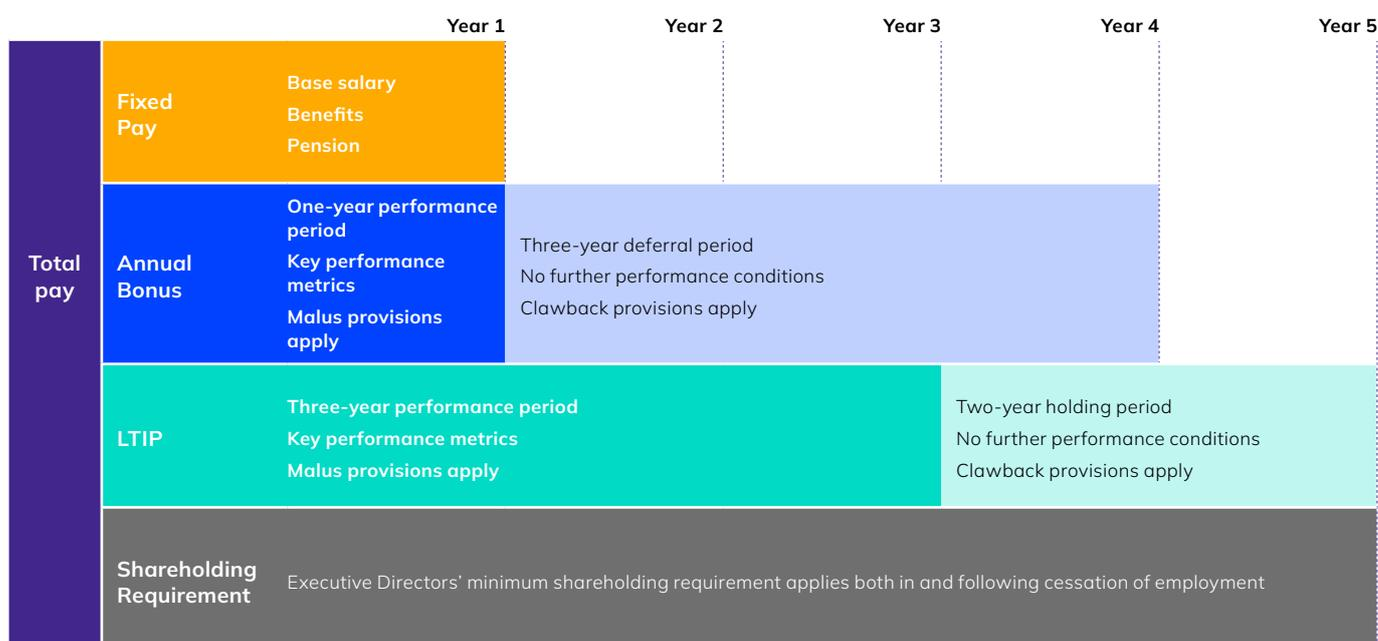 Year 1
Year 2
Year 3
Year 4
Year 5
Total
pay
Fixed
Pay
Base salary
Benefits
Pension
Annual
Bonus
One-year performance
period
Key performance
metrics
Malus provisions
apply
Three-year deferral period
No further performance conditions
Clawback provisions apply
LTIP
Three-year performance period
Key performance metrics
Malus provisions apply
Two-year holding period
No further performance conditions
Clawback provisions apply
Shareholding
Requirement
Executive Directors’ minimum shareholding requirement applies both in and following cessation of employment